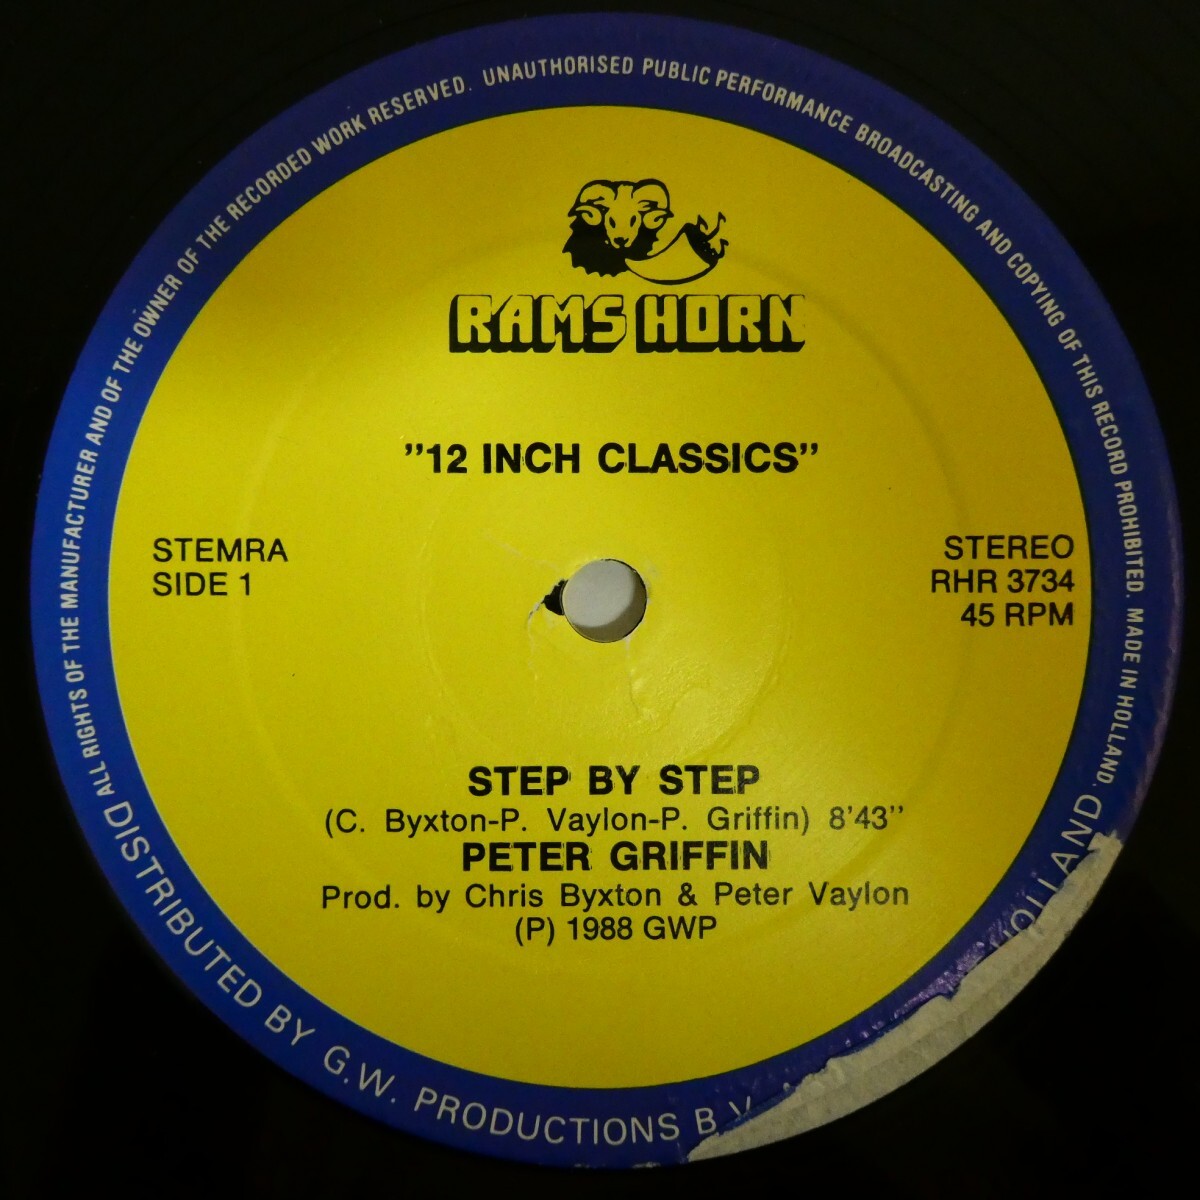 RAMS HORN
"12 INCH CLASSICS"
STEMRA
SIDE 1
STEREO
RHR 3734
45 RPM
STEP BY STEP
(C. Byxton-P. Vaylon-P. Griffin) 8'43"
PETER GRIFFIN
Prod. by Chris Byxton & Peter Vaylon
(P) 1988 GWP
ALL RIGHTS OF THE MANUFACTURER AND OF THE OWNER OF THE RECORDED WORK RESERVED. UNAUTHORISED PUBLIC PERFORMANCE BROADCASTING AND COPYING OF THIS RECORD PROHIBITED. MADE IN HOLLAND.
DISTRIBUTED BY G.W. PRODUCTIONS B.V. HOLLAND